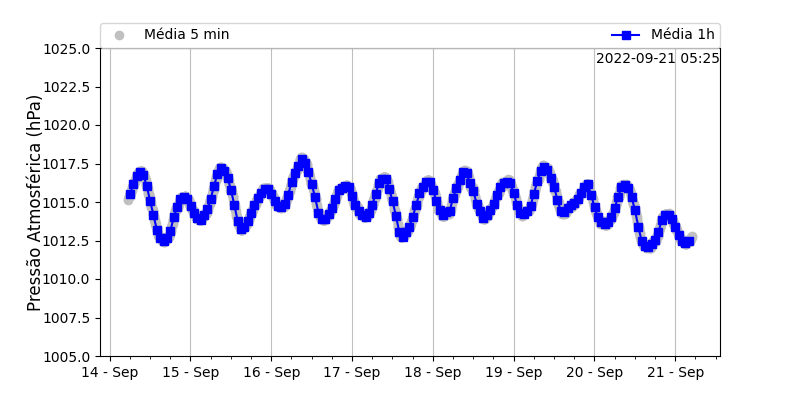 Média 5 min
Média 1h
2022-09-21 05:25
Pressão Atmosférica (hPa)
1025.0
1022.5
1020.0
1017.5
1015.0
1012.5
1010.0
1007.5
1005.0
14 - Sep
15 - Sep
16 - Sep
17 - Sep
18 - Sep
19 - Sep
20 - Sep
21 - Sep